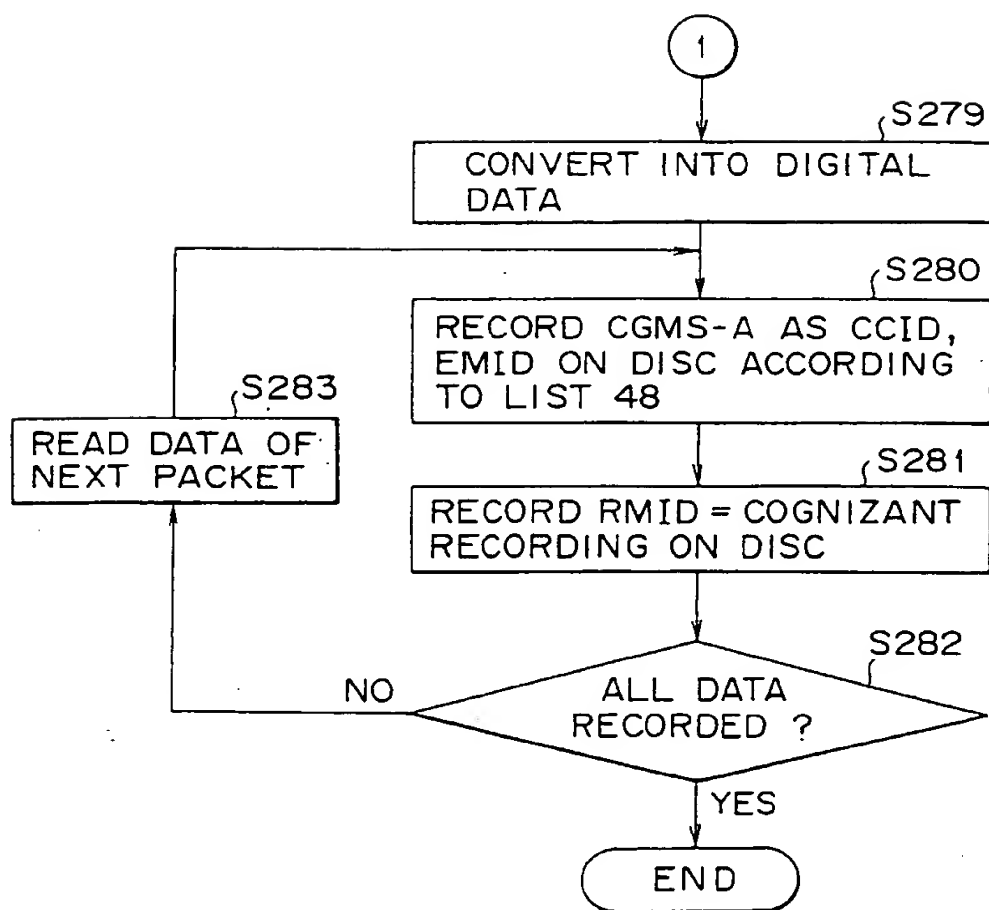 1
S279
CONVERT INTO DIGITAL
DATA
S280
RECORD CGMS-A AS CCID,
EMID ON DISC ACCORDING
TO LIST 48
S283
READ DATA OF
NEXT PACKET
S281
RECORD RMID = COGNIZANT
RECORDING ON DISC
S282
NO
ALL DATA
RECORDED ?
YES
END